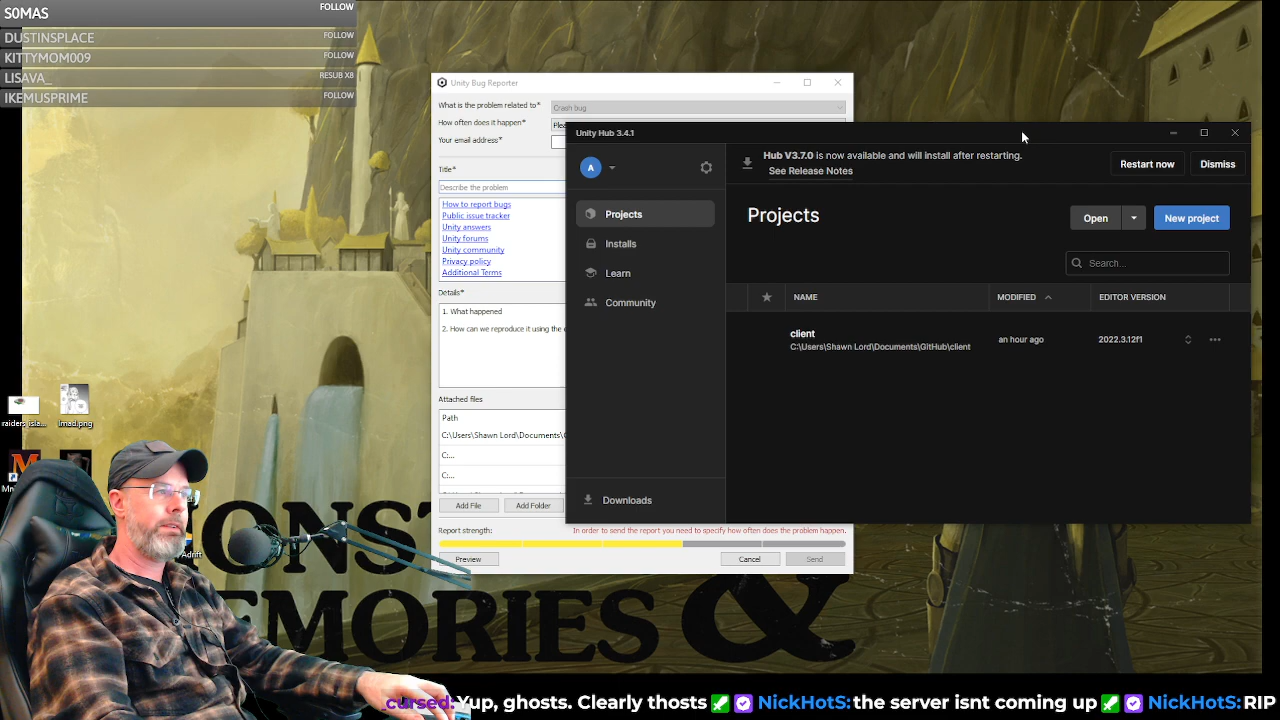 S0MAS FOLLOW
DUSTINSPLACE FOLLOW
KITTYMOM009 FOLLOW
LISAVA_ RESUB X8
IKEMUSPRIME FOLLOW
Unity Bug Reporter
What is the problem related to* Crash bug
How often does it happen*
Your email address*
Title*
Describe the problem
How to report bugs
Public issue tracker
Unity answers
Unity forums
Unity community
Privacy policy
Additional Terms
Details*
1. What happened
2. How can we reproduce it using the
Attached files
Path
C:\Users\Shawn Lord\Documents\
C:...
C:...
Add File Add Folder
Report strength: In order to send the report you need to specify how often does the problem happen.
Preview Cancel Send
Unity Hub 3.4.1
A
Hub V3.7.0 is now available and will install after restarting.
See Release Notes
Restart now Dismiss
Projects
Installs
Learn
Community
Downloads
Projects
Open New project
Search...
NAME MODIFIED EDITOR VERSION
client an hour ago 2022.3.12f1
C:\Users\Shawn Lord\Documents\GitHub\client
raiders isla... imad.png
Adrift
&
_cursed: Yup, ghosts. Clearly thosts NickHotS: the server isnt coming up NickHotS: RIP